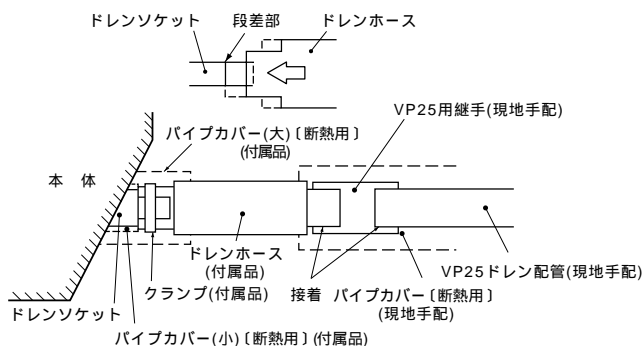 ドレンソケット
段差部
ドレンホース
VP25用継手(現地手配)
パイプカバー(大)〔断熱用〕
(付属品)
本 体
ドレンホース
(付属品)
VP25ドレン配管(現地手配)
クランプ(付属品)
接着
パイプカバー〔断熱用〕
(現地手配)
ドレンソケット
パイプカバー(小)〔断熱用〕(付属品)